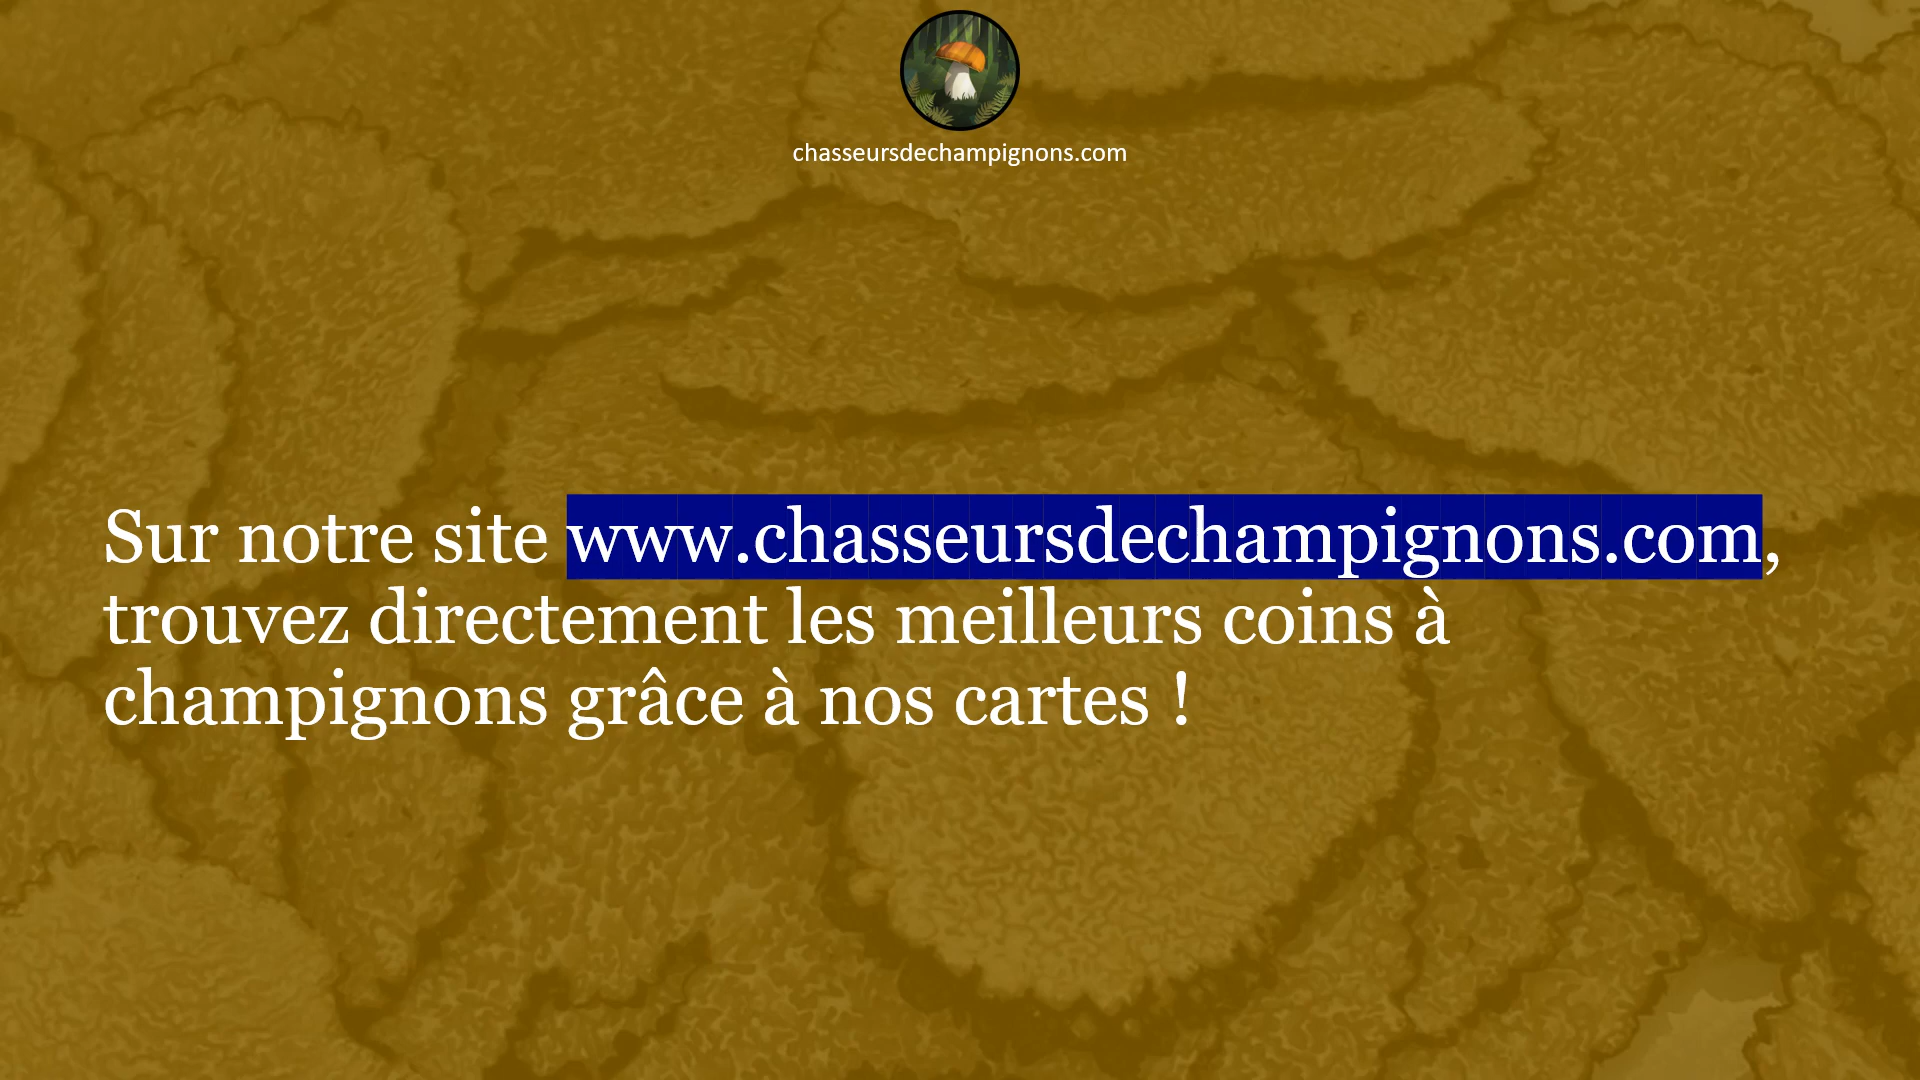 chasseursdechampignons.com
Sur notre site www.chasseursdechampignons.com,
trouvez directement les meilleurs coins à
champignons grâce à nos cartes !